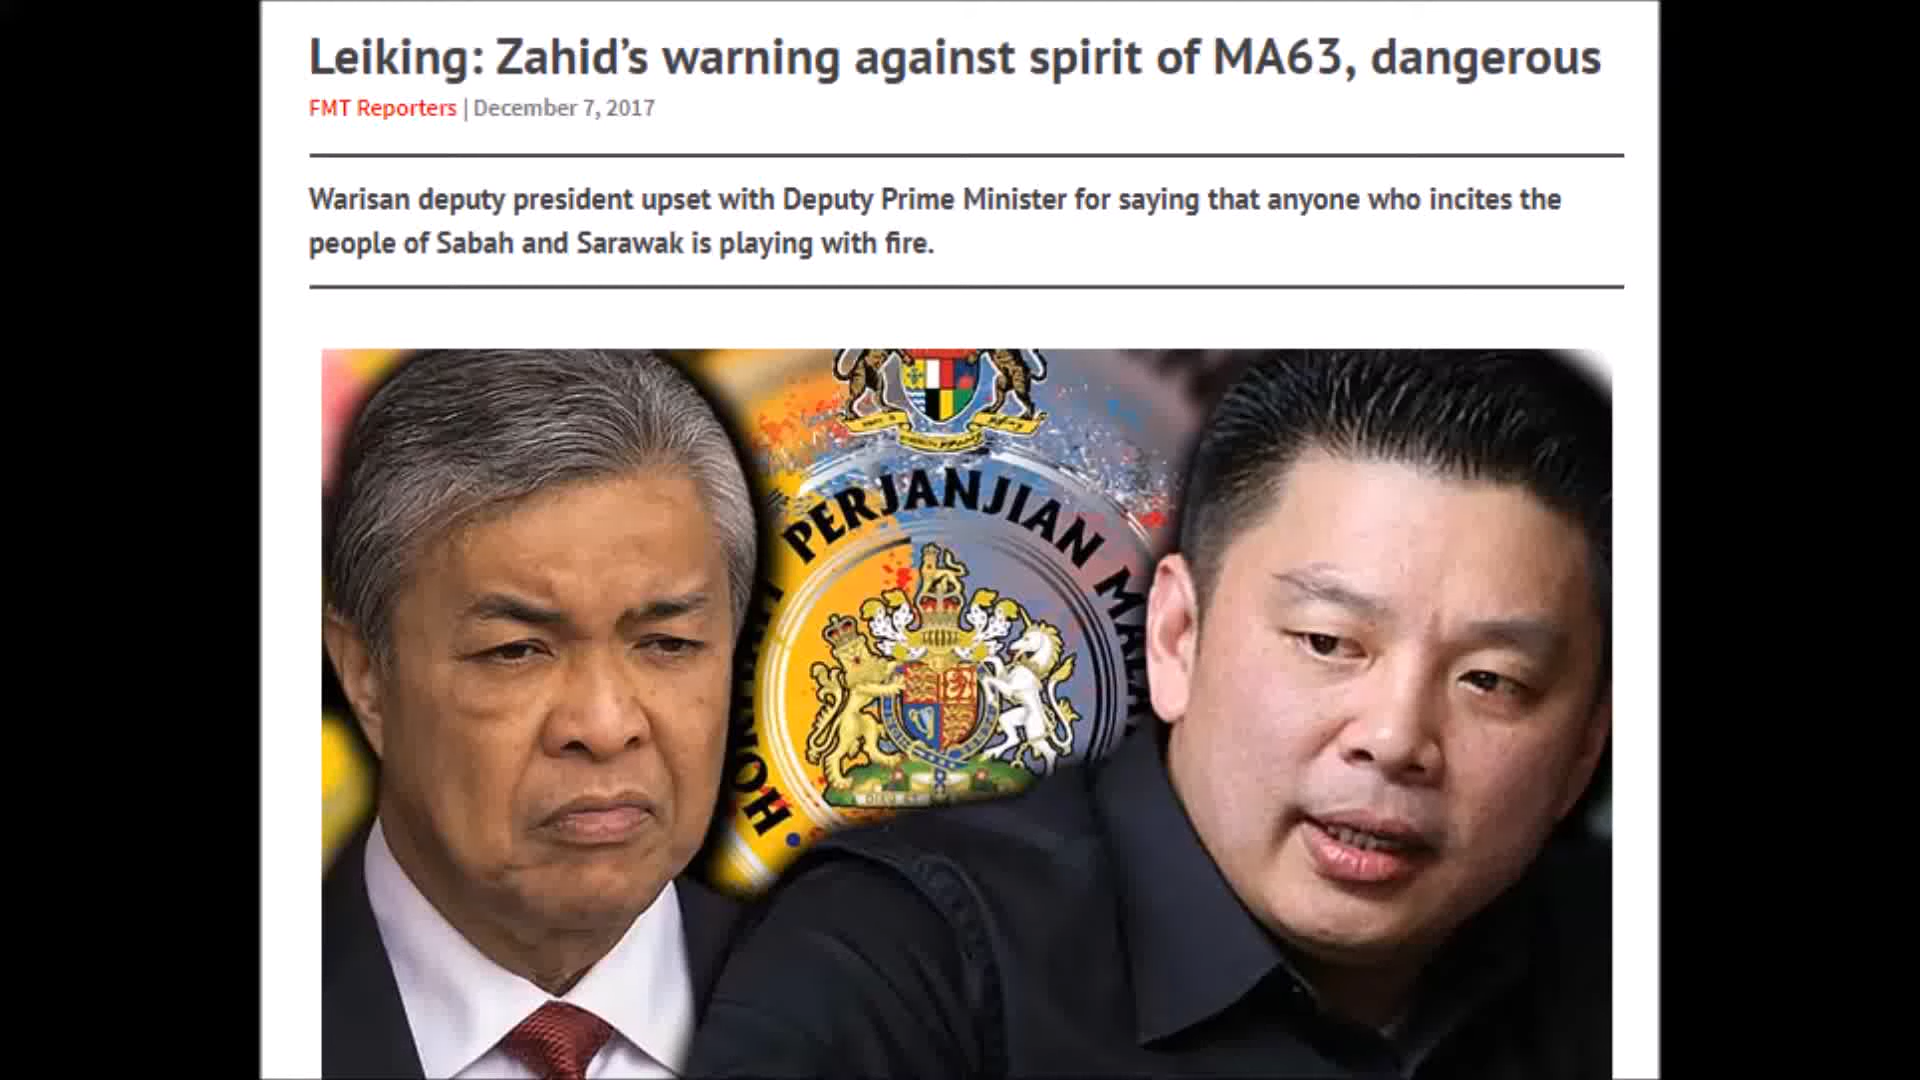 Leiking: Zahid’s warning against spirit of MA63, dangerous
FMT Reporters | December 7, 2017
Warisan deputy president upset with Deputy Prime Minister for saying that anyone who incites the
people of Sabah and Sarawak is playing with fire.
PERJANJIAN